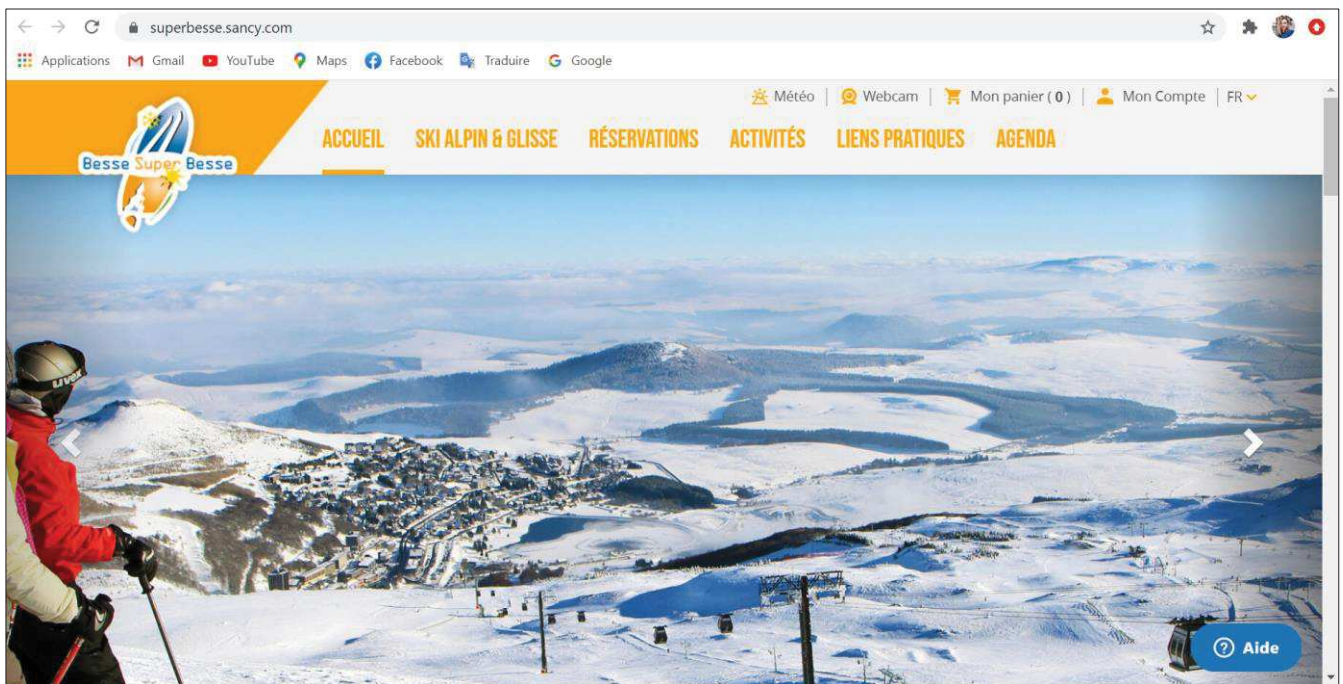 superbesse.sancy.com
Applications Gmail YouTube Maps Facebook Traduire Google
Météo | Webcam | Mon panier ( 0 ) | Mon Compte | FR
Besse Super Besse
ACCUEIL SKI ALPIN & GLISSE RÉSERVATIONS ACTIVITÉS LIENS PRATIQUES AGENDA
uvex
Aide